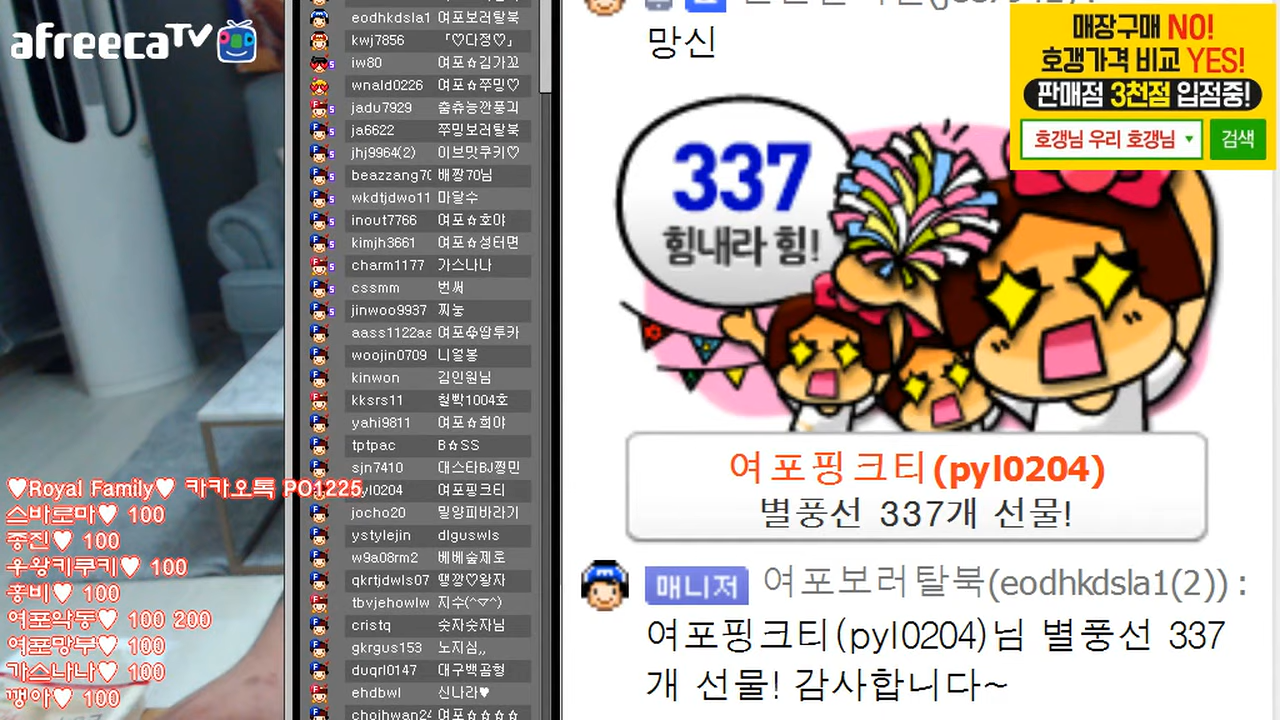 afreecaTV
♥Royal Family♥ 카카오톡 PO1225
스바로마♥ 100
종진♥ 100
우왕키쿠키♥ 100
홍비♥ 100
여포악동♥ 100 200
여포망부♥ 100
가스나나♥ 100
깽아♥ 100
eodhkdsla1 여포보러탈북
kwj7856 「♡다정♡」
iw80 여포☆김가꼬
wnald0226 여포☆쭈밍♡
jadu7929
ja6622 쭈밍보러탈북
jhj9964(2) 이브맛쿠키♡
beazzang70 배짱70님
wkdtjdwo11 마달수
inout7766 여포☆호야
kimjh3661 여포☆성터면
charm1177 가스나나
cssmm 번써
jinwoo9937 찌눙
aass1122aa
woojin0709 니얼봉
kinwon 김인원님
kksrs11 철빡1004호
yahi9811 여포☆희야
tptpac B☆SS
sjn7410 대스타BJ찡민
pyl0204 여포핑크티
jocho20 밀양피바라기
ystylejin dlguswls
w9a08rm2 베베숲제로
qkrtjdwls07 땡깡♡왕자
tbvjehowlw 지수(^▽^)
cristq 숫자숫자님
gkrgus153 노지심,,
duqrl0147 대구백곰형
ehdbwl 신나라♥
choihwan24 여포☆☆☆☆
망신
337
힘내라 힘!
여포핑크티(pyl0204)
별풍선 337개 선물!
매니저 여포보러탈북(eodhkdsla1(2)) :
여포핑크티(pyl0204)님 별풍선 337
개 선물! 감사합니다~
매장구매 NO!
호갱가격 비교 YES!
판매점 3천점 입점중!
호갱님 우리 호갱님 검색